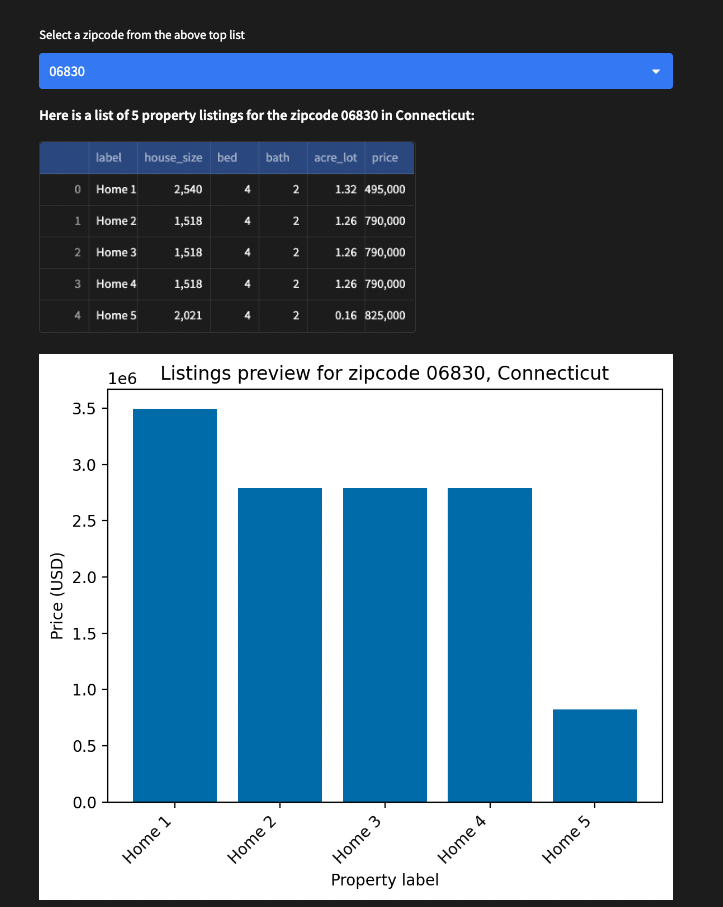 Select a zipcode from the above top list
06830
Here is a list of 5 property listings for the zipcode 06830 in Connecticut:
label house_size bed bath acre_lot price
0 Home 1 2,540 4 2 1.32 495,000
1 Home 2 1,518 4 2 1.26 790,000
2 Home 3 1,518 4 2 1.26 790,000
3 Home 4 1,518 4 2 1.26 790,000
4 Home 5 2,021 4 2 0.16 825,000
1e6 Listings preview for zipcode 06830, Connecticut
3.5
3.0
2.5
2.0
1.5
1.0
0.5
0.0
Price (USD)
Home 1 Home 2 Home 3 Home 4 Home 5
Property label